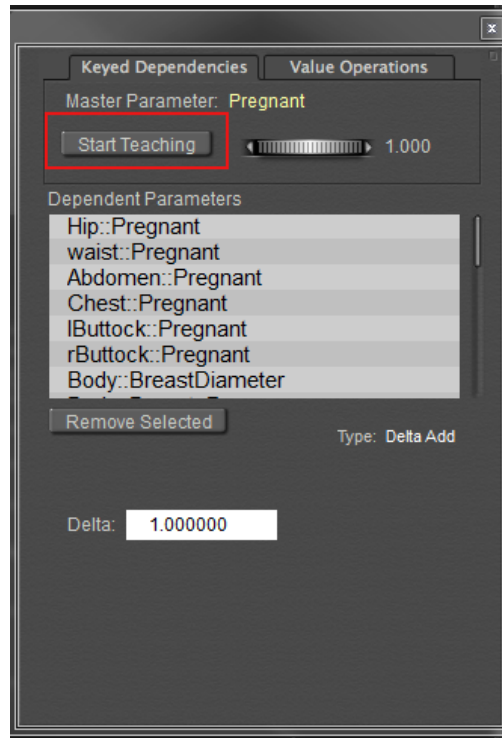 x
Keyed Dependencies Value Operations
Master Parameter: Pregnant
Start Teaching 1.000
Dependent Parameters
Hip::Pregnant
waist::Pregnant
Abdomen::Pregnant
Chest::Pregnant
lButtock::Pregnant
rButtock::Pregnant
Body::BreastDiameter
Remove Selected
Type: Delta Add
Delta: 1.000000